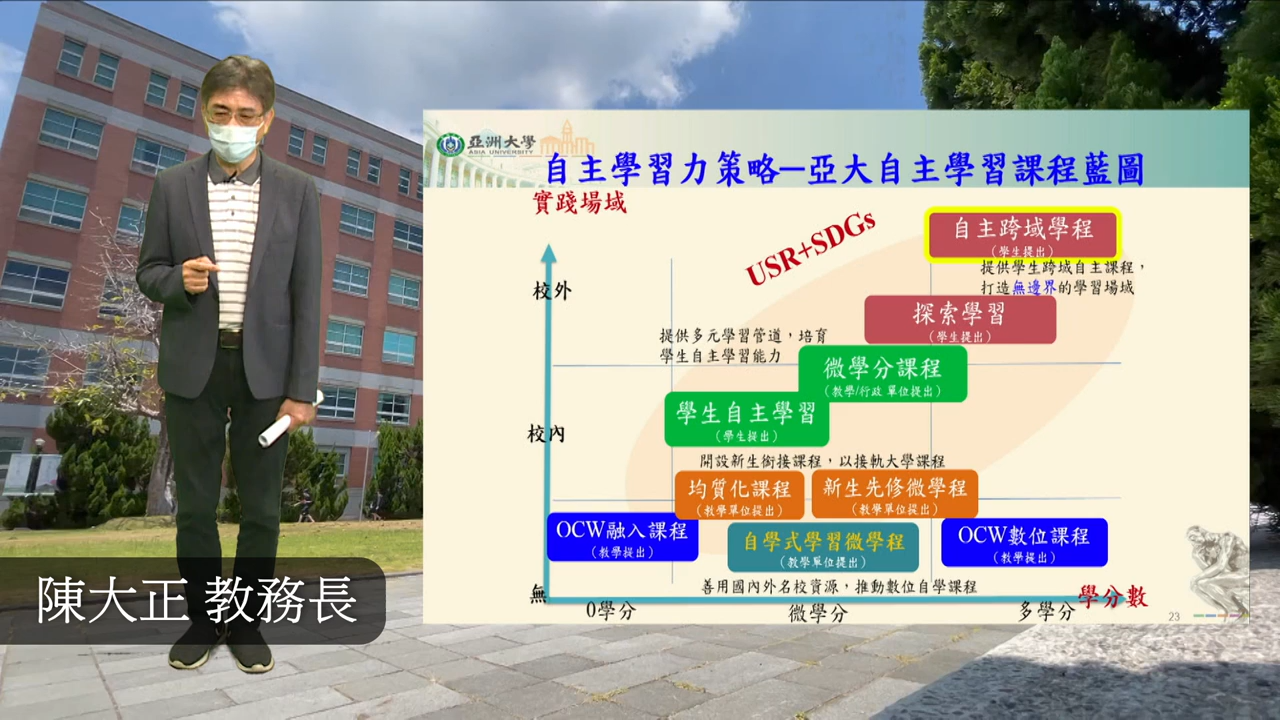 亞洲大學
ASIA UNIVERSITY
自主學習力策略—亞大自主學習課程藍圖
實踐場域
USR+SDGs
自主跨域學程
(學生提出)
提供學生跨域自主課程，
打造無邊界的學習場域
校外
探索學習
(學生提出)
提供多元學習管道，培育
學生自主學習能力
微學分課程
(教學/行政 單位提出)
學生自主學習
(學生提出)
校內
開設新生銜接課程，以接軌大學課程
均質化課程
(教學單位提出)
新生先修微學程
(教學單位提出)
OCW融入課程
(教學提出)
自學式學習微學程
(教學單位提出)
OCW數位課程
(教學提出)
善用國內外名校資源，推動數位自學課程
無
學分數
0學分
微學分
多學分
23
陳大正 教務長